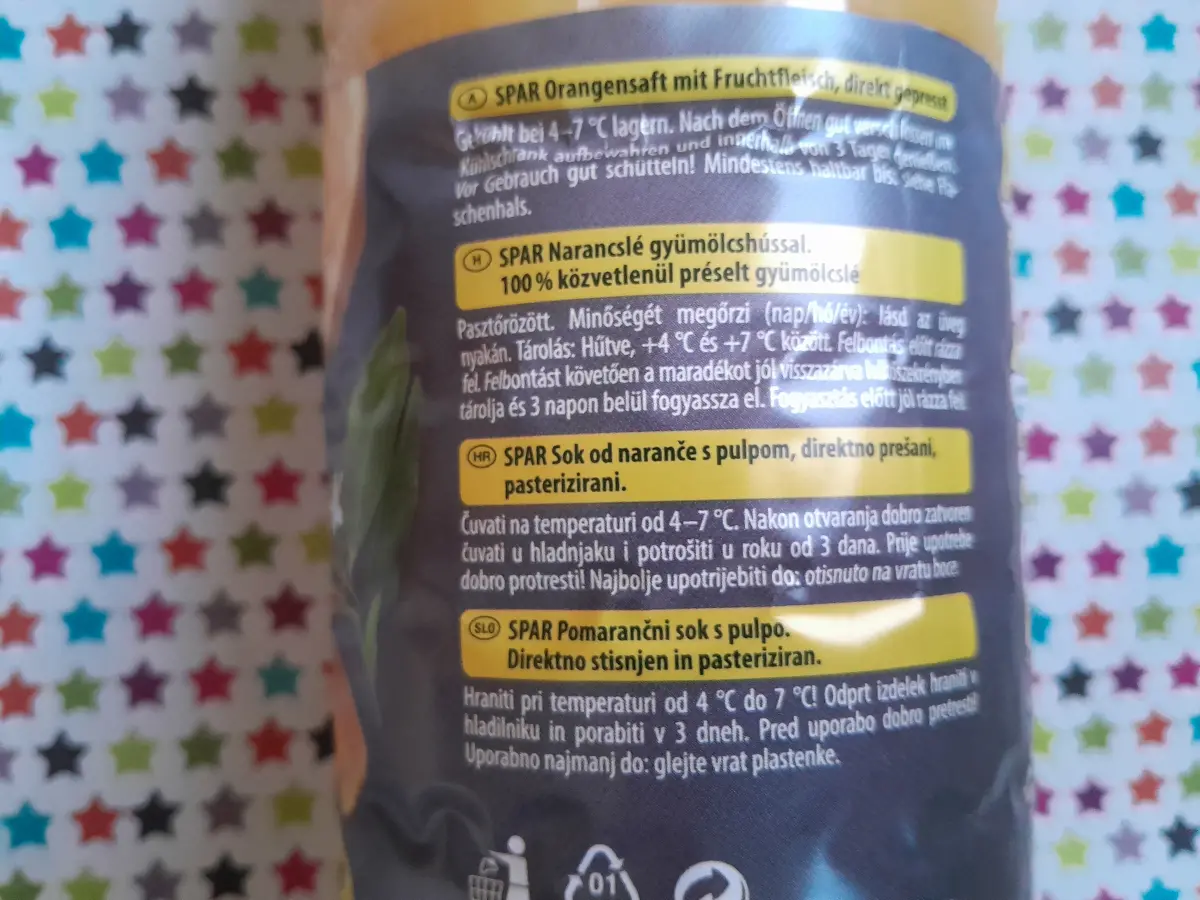 A SPAR Orangensaft mit Fruchtfleisch, direkt gepresst
Gekühlt bei 4–7 °C lagern. Nach dem Öffnen gut verschlossen im
Kühlschrank aufbewahren und innerhalb von 3 Tagen genießen.
Vor Gebrauch gut schütteln! Mindestens haltbar bis: siehe Fla-
schenhals.
H SPAR Narancslé gyümölcshússal.
100 % közvetlenül préselt gyümölcslé
Pasztőrözött. Minőségét megőrzi (nap/hó/év): lásd az üveg
nyakán. Tárolás: Hűtve, +4 °C és +7 °C között. Felbontás előtt rázza
fel. Felbontást követően a maradékot jól visszazárva hűtőszekrényben
tárolja és 3 napon belül fogyassza el. Fogyasztás előtt jól rázza fel.
HR SPAR Sok od naranče s pulpom, direktno prešani,
pasterizirani.
Čuvati na temperaturi od 4–7 °C. Nakon otvaranja dobro zatvoren
čuvati u hladnjaku i potrošiti u roku od 3 dana. Prije upotrebe
dobro protresti! Najbolje upotrijebiti do: otisnuto na vratu boce.
SLO SPAR Pomarančni sok s pulpo.
Direktno stisnjen in pasteriziran.
Hraniti pri temperaturi od 4 °C do 7 °C! Odprt izdelek hraniti v
hladilniku in porabiti v 3 dneh. Pred uporabo dobro pretresti!
Uporabno najmanj do: glejte vrat plastenke.
01